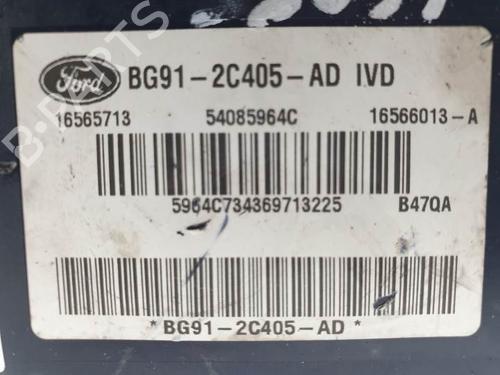 Ford BG91-2C405-AD IVD
16565713 54085964C 16566013-A
5964C734369713225 B47QA
*BG91-2C405-AD*
B-PARTS